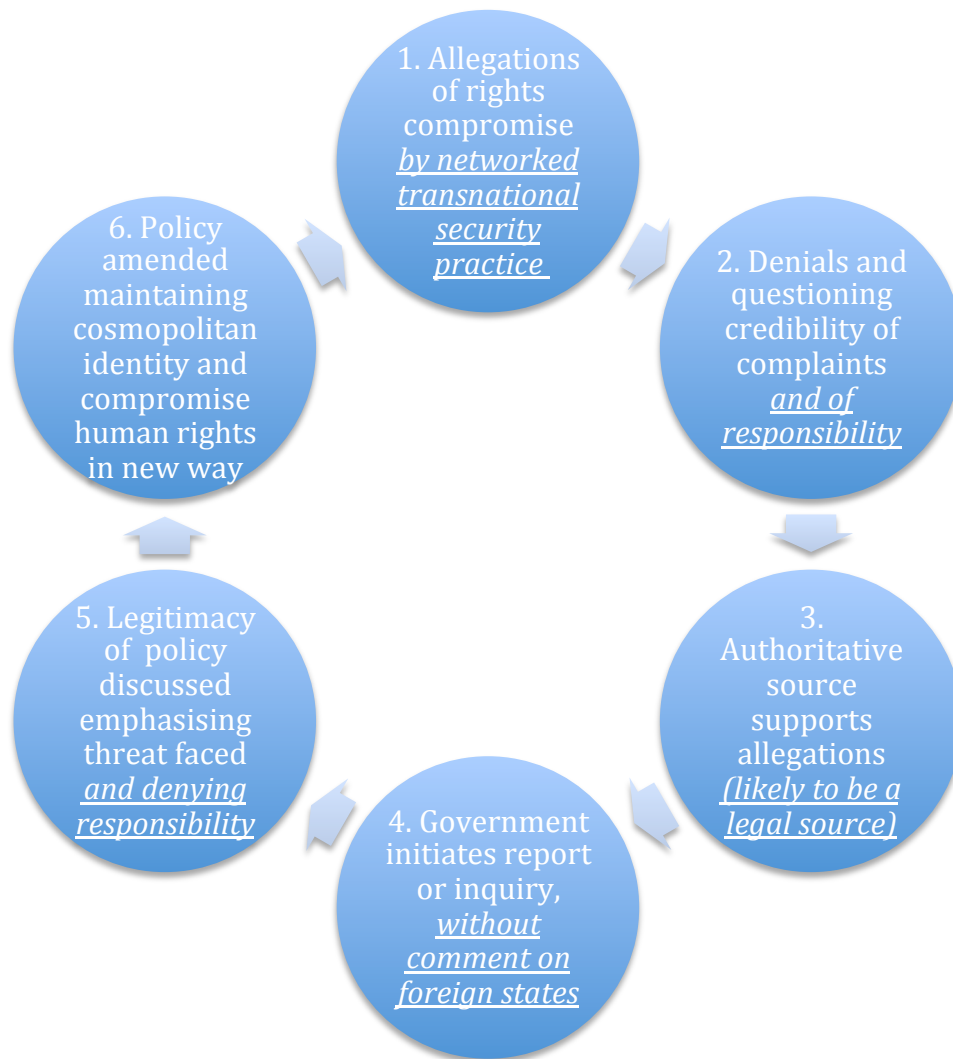 1. Allegations
of rights
compromise
by networked
transnational
security
practice
2. Denials and
questioning
credibility of
complaints
and of
responsibility
3.
Authoritative
source
supports
allegations
(likely to be a
legal source)
4. Government
initiates report
or inquiry,
without
comment on
foreign states
5. Legitimacy
of policy
discussed
emphasising
threat faced
and denying
responsibility
6. Policy
amended
maintaining
cosmopolitan
identity and
compromise
human rights
in new way